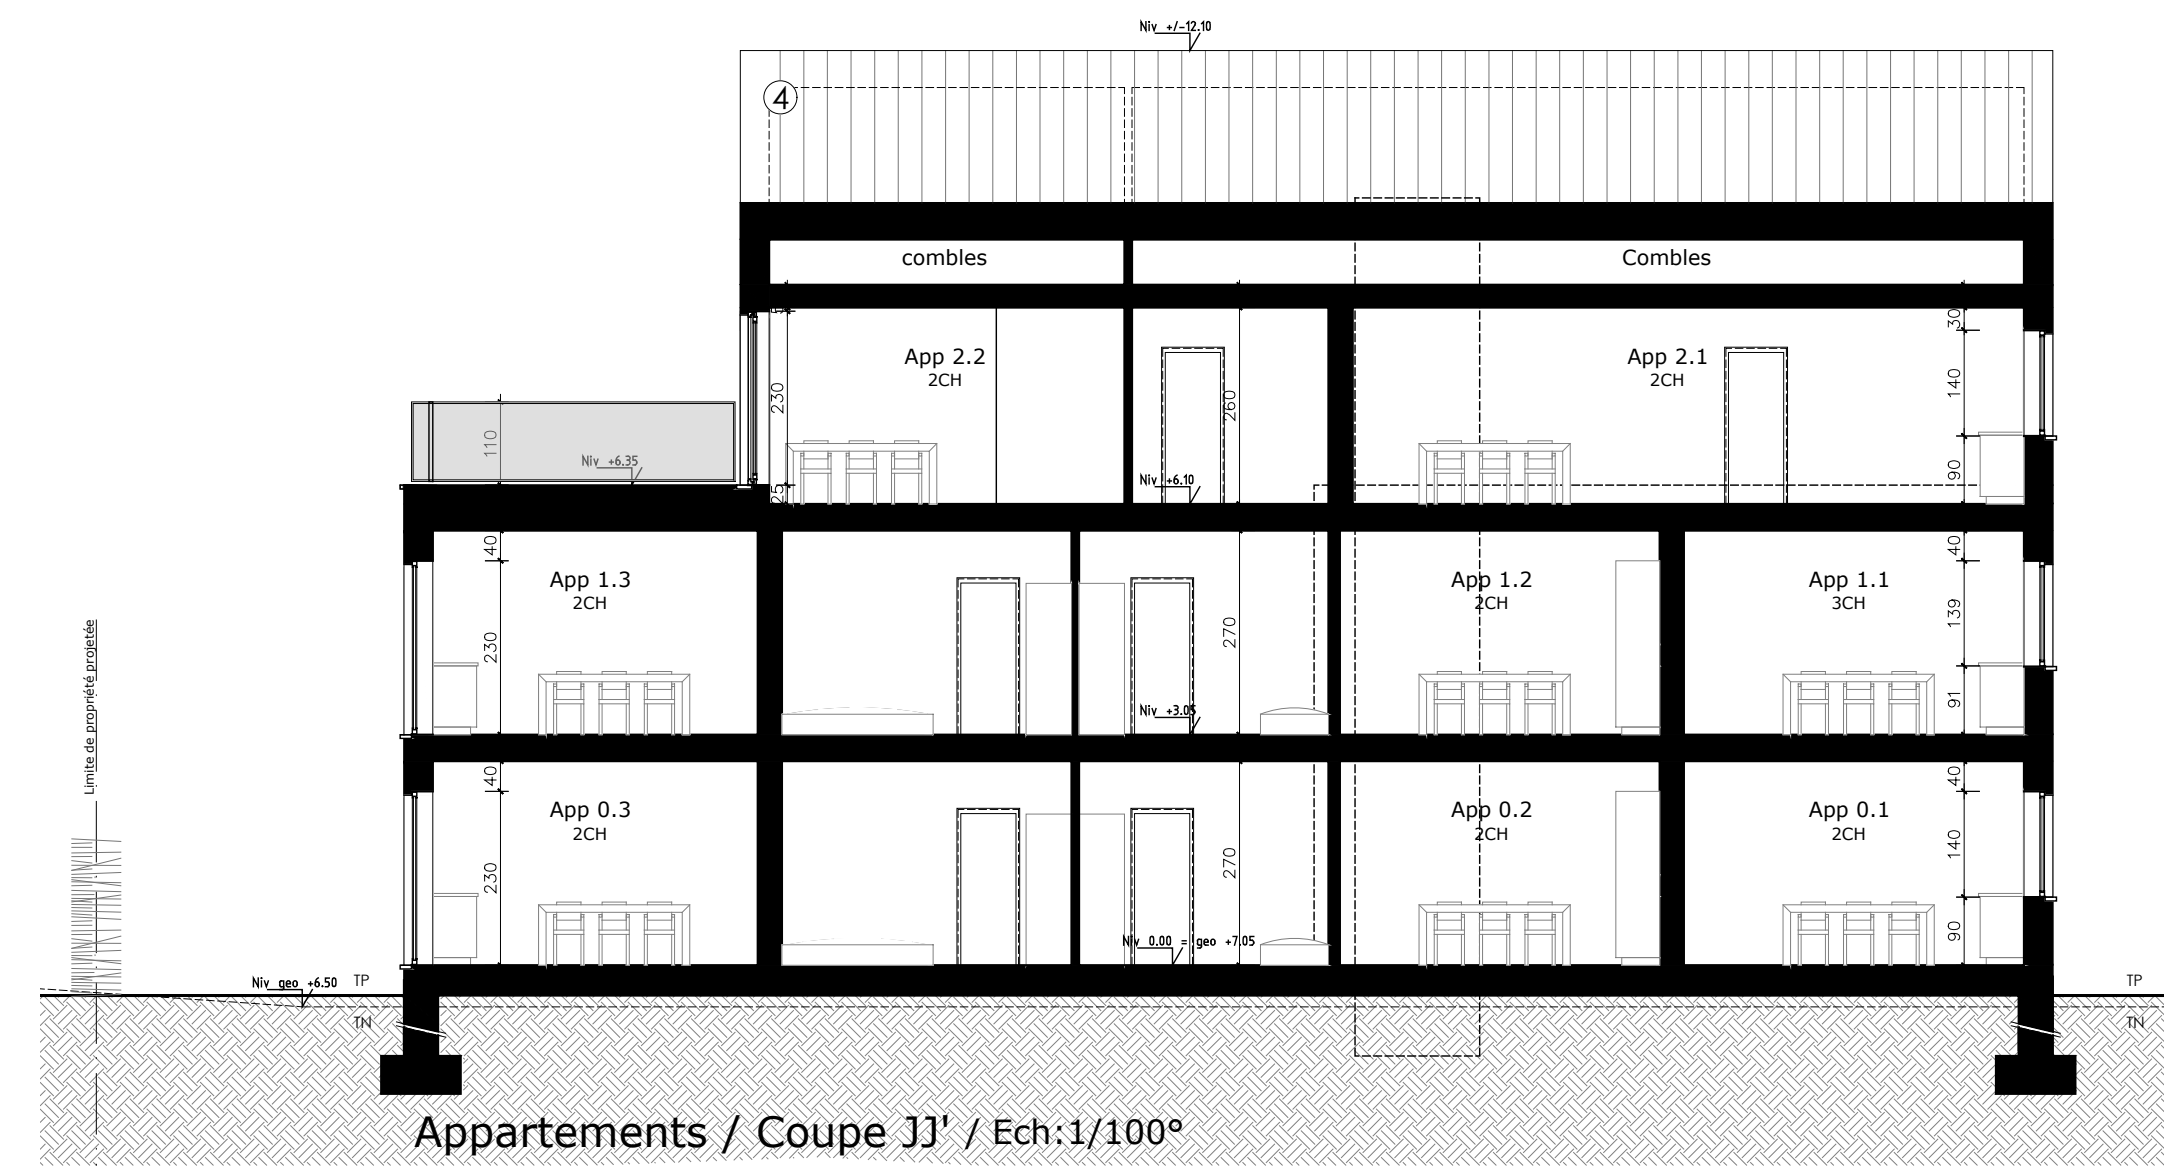 Niv +/-12.10
4
combles
Combles
App 2.2
2CH
App 2.1
2CH
230
25
260
30
140
90
110
Niv +6.35
Niv +6.10
40
230
App 1.3
2CH
270
Niv +3.05
App 1.2
2CH
App 1.1
3CH
40
139
91
Limite de propriété projetée
40
230
App 0.3
2CH
270
Niv 0.00 = geo +7.05
App 0.2
2CH
App 0.1
2CH
40
140
90
Niv geo +6.50
TP
TN
TP
TN
Appartements / Coupe JJ' / Ech:1/100°